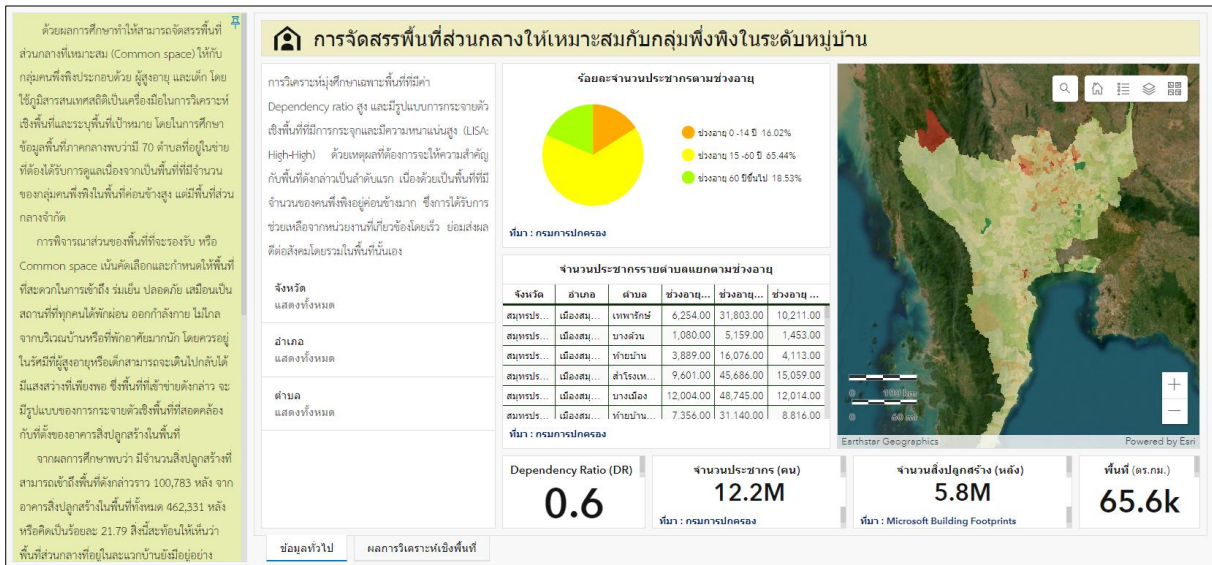 ด้วยผลการศึกษาทำให้สามารถจัดสรรพื้นที่
ส่วนกลางที่เหมาะสม (Common space) ให้กับ
กลุ่มคนพึ่งพิงประกอบด้วย ผู้สูงอายุ และเด็ก โดย
ใช้ภูมิสารสนเทศสถิติเป็นเครื่องมือในการวิเคราะห์
เชิงพื้นที่และระบุพื้นที่เป้าหมาย โดยในการศึกษา
ข้อมูลพื้นที่ภาคกลางพบว่ามี 70 ตำบลที่อยู่ในข่าย
ที่ต้องได้รับการดูแลเนื่องจากเป็นพื้นที่ที่มีจำนวน
ของกลุ่มคนพึ่งพิงในพื้นที่ค่อนข้างสูง แต่มีพื้นที่ส่วน
กลางจำกัด
การพิจารณาส่วนของพื้นที่ที่จะรองรับ หรือ
Common space เน้นคัดเลือกและกำหนดให้พื้นที่
ที่สะดวกในการเข้าถึง ร่มเย็น ปลอดภัย เสมือนเป็น
สถานที่ที่ทุกคนได้พักผ่อน ออกกำลังกาย ไม่ไกล
จากบริเวณบ้านหรือที่พักอาศัยมากนัก โดยควรอยู่
ในรัศมีที่ผู้สูงอายุหรือเด็กสามารถจะเดินไปกลับได้
มีแสงสว่างที่เพียงพอ ซึ่งพื้นที่ที่เข้าข่ายดังกล่าว จะ
มีรูปแบบของการกระจายตัวเชิงพื้นที่ที่สอดคล้อง
กับที่ตั้งของอาคารสิ่งปลูกสร้างในพื้นที่
จากผลการศึกษาพบว่า มีจำนวนสิ่งปลูกสร้างที่
สามารถเข้าถึงพื้นที่ดังกล่าวราว 100,783 หลัง จาก
อาคารสิ่งปลูกสร้างในพื้นที่ทั้งหมด 462,331 หลัง
หรือคิดเป็นร้อยละ 21.79 สิ่งนี้สะท้อนให้เห็นว่า
พื้นที่ส่วนกลางที่อยู่ในละแวกบ้านยังมีอยู่อย่าง
การจัดสรรพื้นที่ส่วนกลางให้เหมาะสมกับกลุ่มพึ่งพิงในระดับหมู่บ้าน
การวิเคราะห์มุ่งศึกษาเฉพาะพื้นที่ที่มีค่า
Dependency ratio สูง และมีรูปแบบการกระจายตัว
เชิงพื้นที่ที่มีการกระจุกและมีความหนาแน่นสูง (LISA:
High-High) ด้วยเหตุผลที่ต้องการจะให้ความสำคัญ
กับพื้นที่ดังกล่าวเป็นลำดับแรก เนื่องด้วยเป็นพื้นที่ที่มี
จำนวนของคนพึ่งพิงอยู่ค่อนข้างมาก ซึ่งการได้รับการ
ช่วยเหลือจากหน่วยงานที่เกี่ยวข้องโดยเร็ว ย่อมส่งผล
ดีต่อสังคมโดยรวมในพื้นที่นั้นเอง
จังหวัด
แสดงทั้งหมด
อำเภอ
แสดงทั้งหมด
ตำบล
แสดงทั้งหมด
ร้อยละจำนวนประชากรตามช่วงอายุ
ช่วงอายุ 0 -14 ปี 16.02%
ช่วงอายุ 15 -60 ปี 65.44%
ช่วงอายุ 60 ปีขึ้นไป 18.53%
ที่มา : กรมการปกครอง
จำนวนประชากรรายตำบลแยกตามช่วงอายุ
จังหวัด อำเภอ ตำบล ช่วงอายุ... ช่วงอายุ... ช่วงอายุ ...
สมุทรปร... เมืองสมุ... เทพารักษ์ 6,254.00 31,803.00 10,211.00
สมุทรปร... เมืองสมุ... บางด้วน 1,080.00 5,159.00 1,453.00
สมุทรปร... เมืองสมุ... ท้ายบ้าน 3,889.00 16,076.00 4,113.00
สมุทรปร... เมืองสมุ... สำโรงเห... 9,601.00 45,686.00 15,059.00
สมุทรปร... เมืองสมุ... บางเมือง 12,004.00 48,745.00 12,014.00
สมุทรปร... เมืองสมุ... ท้ายบ้าน... 7,356.00 31,140.00 8,816.00
ที่มา : กรมการปกครอง
0 100 km
0 60 mi
Earthstar Geographics Powered by Esri
Dependency Ratio (DR)
0.6
จำนวนประชากร (คน)
12.2M
ที่มา : กรมการปกครอง
จำนวนสิ่งปลูกสร้าง (หลัง)
5.8M
ที่มา : Microsoft Building Footprints
พื้นที่ (ตร.กม.)
65.6k
ข้อมูลทั่วไป ผลการวิเคราะห์เชิงพื้นที่